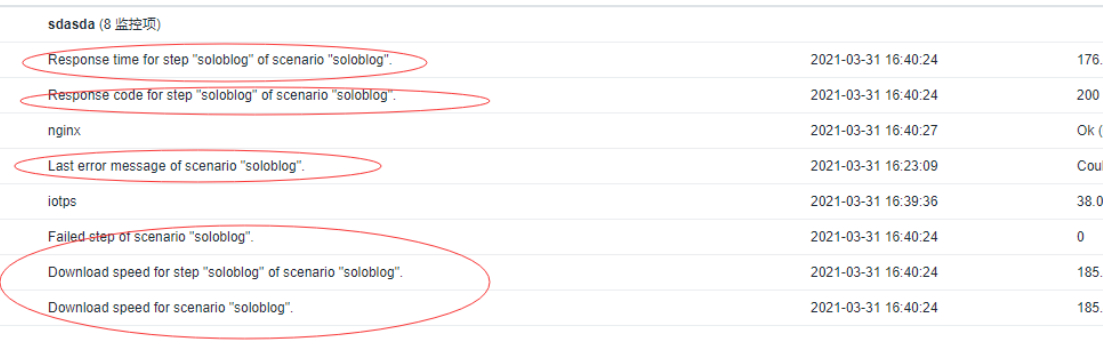 sdasda (8 监控项)
Response time for step "soloblog" of scenario "soloblog". 2021-03-31 16:40:24 176.
Response code for step "soloblog" of scenario "soloblog". 2021-03-31 16:40:24 200
nginx 2021-03-31 16:40:27 Ok (
Last error message of scenario "soloblog". 2021-03-31 16:23:09 Coul
iotps 2021-03-31 16:39:36 38.0
Failed step of scenario "soloblog". 2021-03-31 16:40:24 0
Download speed for step "soloblog" of scenario "soloblog". 2021-03-31 16:40:24 185.
Download speed for scenario "soloblog". 2021-03-31 16:40:24 185.